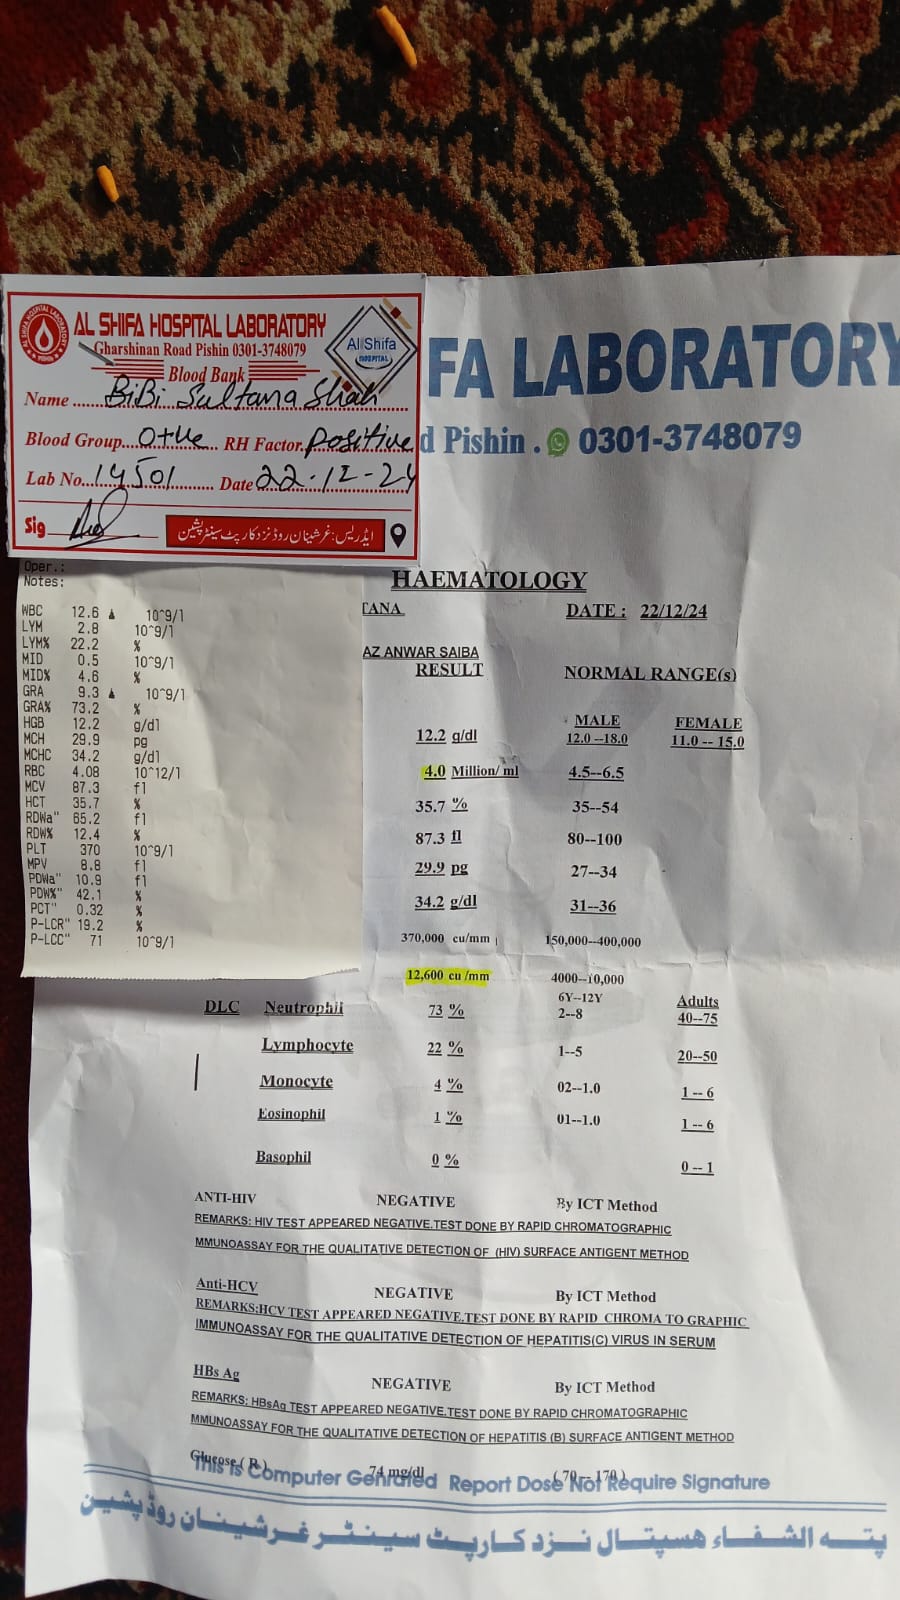 AL SHIFA HOSPITAL LABORATORY
Gharshinan Road Pishin 0301-3748079
Blood Bank
Al Shifa
HOSPITAL
Name BiBi Sultana Shah
Blood Group O+ve RH Factor positive
Lab No. 14501 Date 22-12-24
Sig
ایڈریس: غرشینان روڈ نزد کارپٹ سینٹر پشین
FA LABORATORY
d Pishin . 0301-3748079
HAEMATOLOGY
TANA DATE : 22/12/24
AZ ANWAR SAIBA
RESULT NORMAL RANGE(s)
MALE FEMALE
12.2 g/dl 12.0 --18.0 11.0 -- 15.0
4.0 Million/ ml 4.5--6.5
35.7 % 35--54
87.3 fl 80--100
29.9 pg 27--34
34.2 g/dl 31--36
370,000 cu/mm 150,000--400,000
12,600 cu /mm 4000--10,000
Oper.:
Notes:
WBC 12.6 ▲ 10^9/l
LYM 2.8 10^9/l
LYM% 22.2 %
MID 0.5 10^9/l
MID% 4.6 %
GRA 9.3 ▲ 10^9/l
GRA% 73.2 %
HGB 12.2 g/dl
MCH 29.9 pg
MCHC 34.2 g/dl
RBC 4.08 10^12/l
MCV 87.3 fl
HCT 35.7 %
RDWa" 65.2 fl
RDW% 12.4 %
PLT 370 10^9/l
MPV 8.8 fl
PDWa" 10.9 fl
PDW%" 42.1 %
PCT" 0.32 %
P-LCR" 19.2 %
P-LCC" 71 10^9/l
6Y--12Y Adults
DLC Neutrophil 73 % 2--8 40--75
Lymphocyte 22 % 1--5 20--50
Monocyte 4 % 02--1.0 1 -- 6
Eosinophil 1 % 01--1.0 1 -- 6
Basophil 0 % 0 -- 1
ANTI-HIV NEGATIVE By ICT Method
REMARKS: HIV TEST APPEARED NEGATIVE.TEST DONE BY RAPID CHROMATOGRAPHIC
MMUNOASSAY FOR THE QUALITATIVE DETECTION OF (HIV) SURFACE ANTIGENT METHOD
Anti-HCV NEGATIVE By ICT Method
REMARKS:HCV TEST APPEARED NEGATIVE.TEST DONE BY RAPID CHROMA TO GRAPHIC
IMMUNOASSAY FOR THE QUALITATIVE DETECTION OF HEPATITIS(C) VIRUS IN SERUM
HBs Ag NEGATIVE By ICT Method
REMARKS; HBsAg TEST APPEARED NEGATIVE.TEST DONE BY RAPID CHROMATOGRAPHIC
MMUNOASSAY FOR THE QUALITATIVE DETECTION OF HEPATITIS (B) SURFACE ANTIGENT METHOD
Glucose ( R ) 74 mg/dl ( 70 -- 170 )
This is Computer Genrated Report Dose Not Require Signature
پتہ الشفاء ھسپتال نزد کارپٹ سینٹر غرشینان روڈ پشین